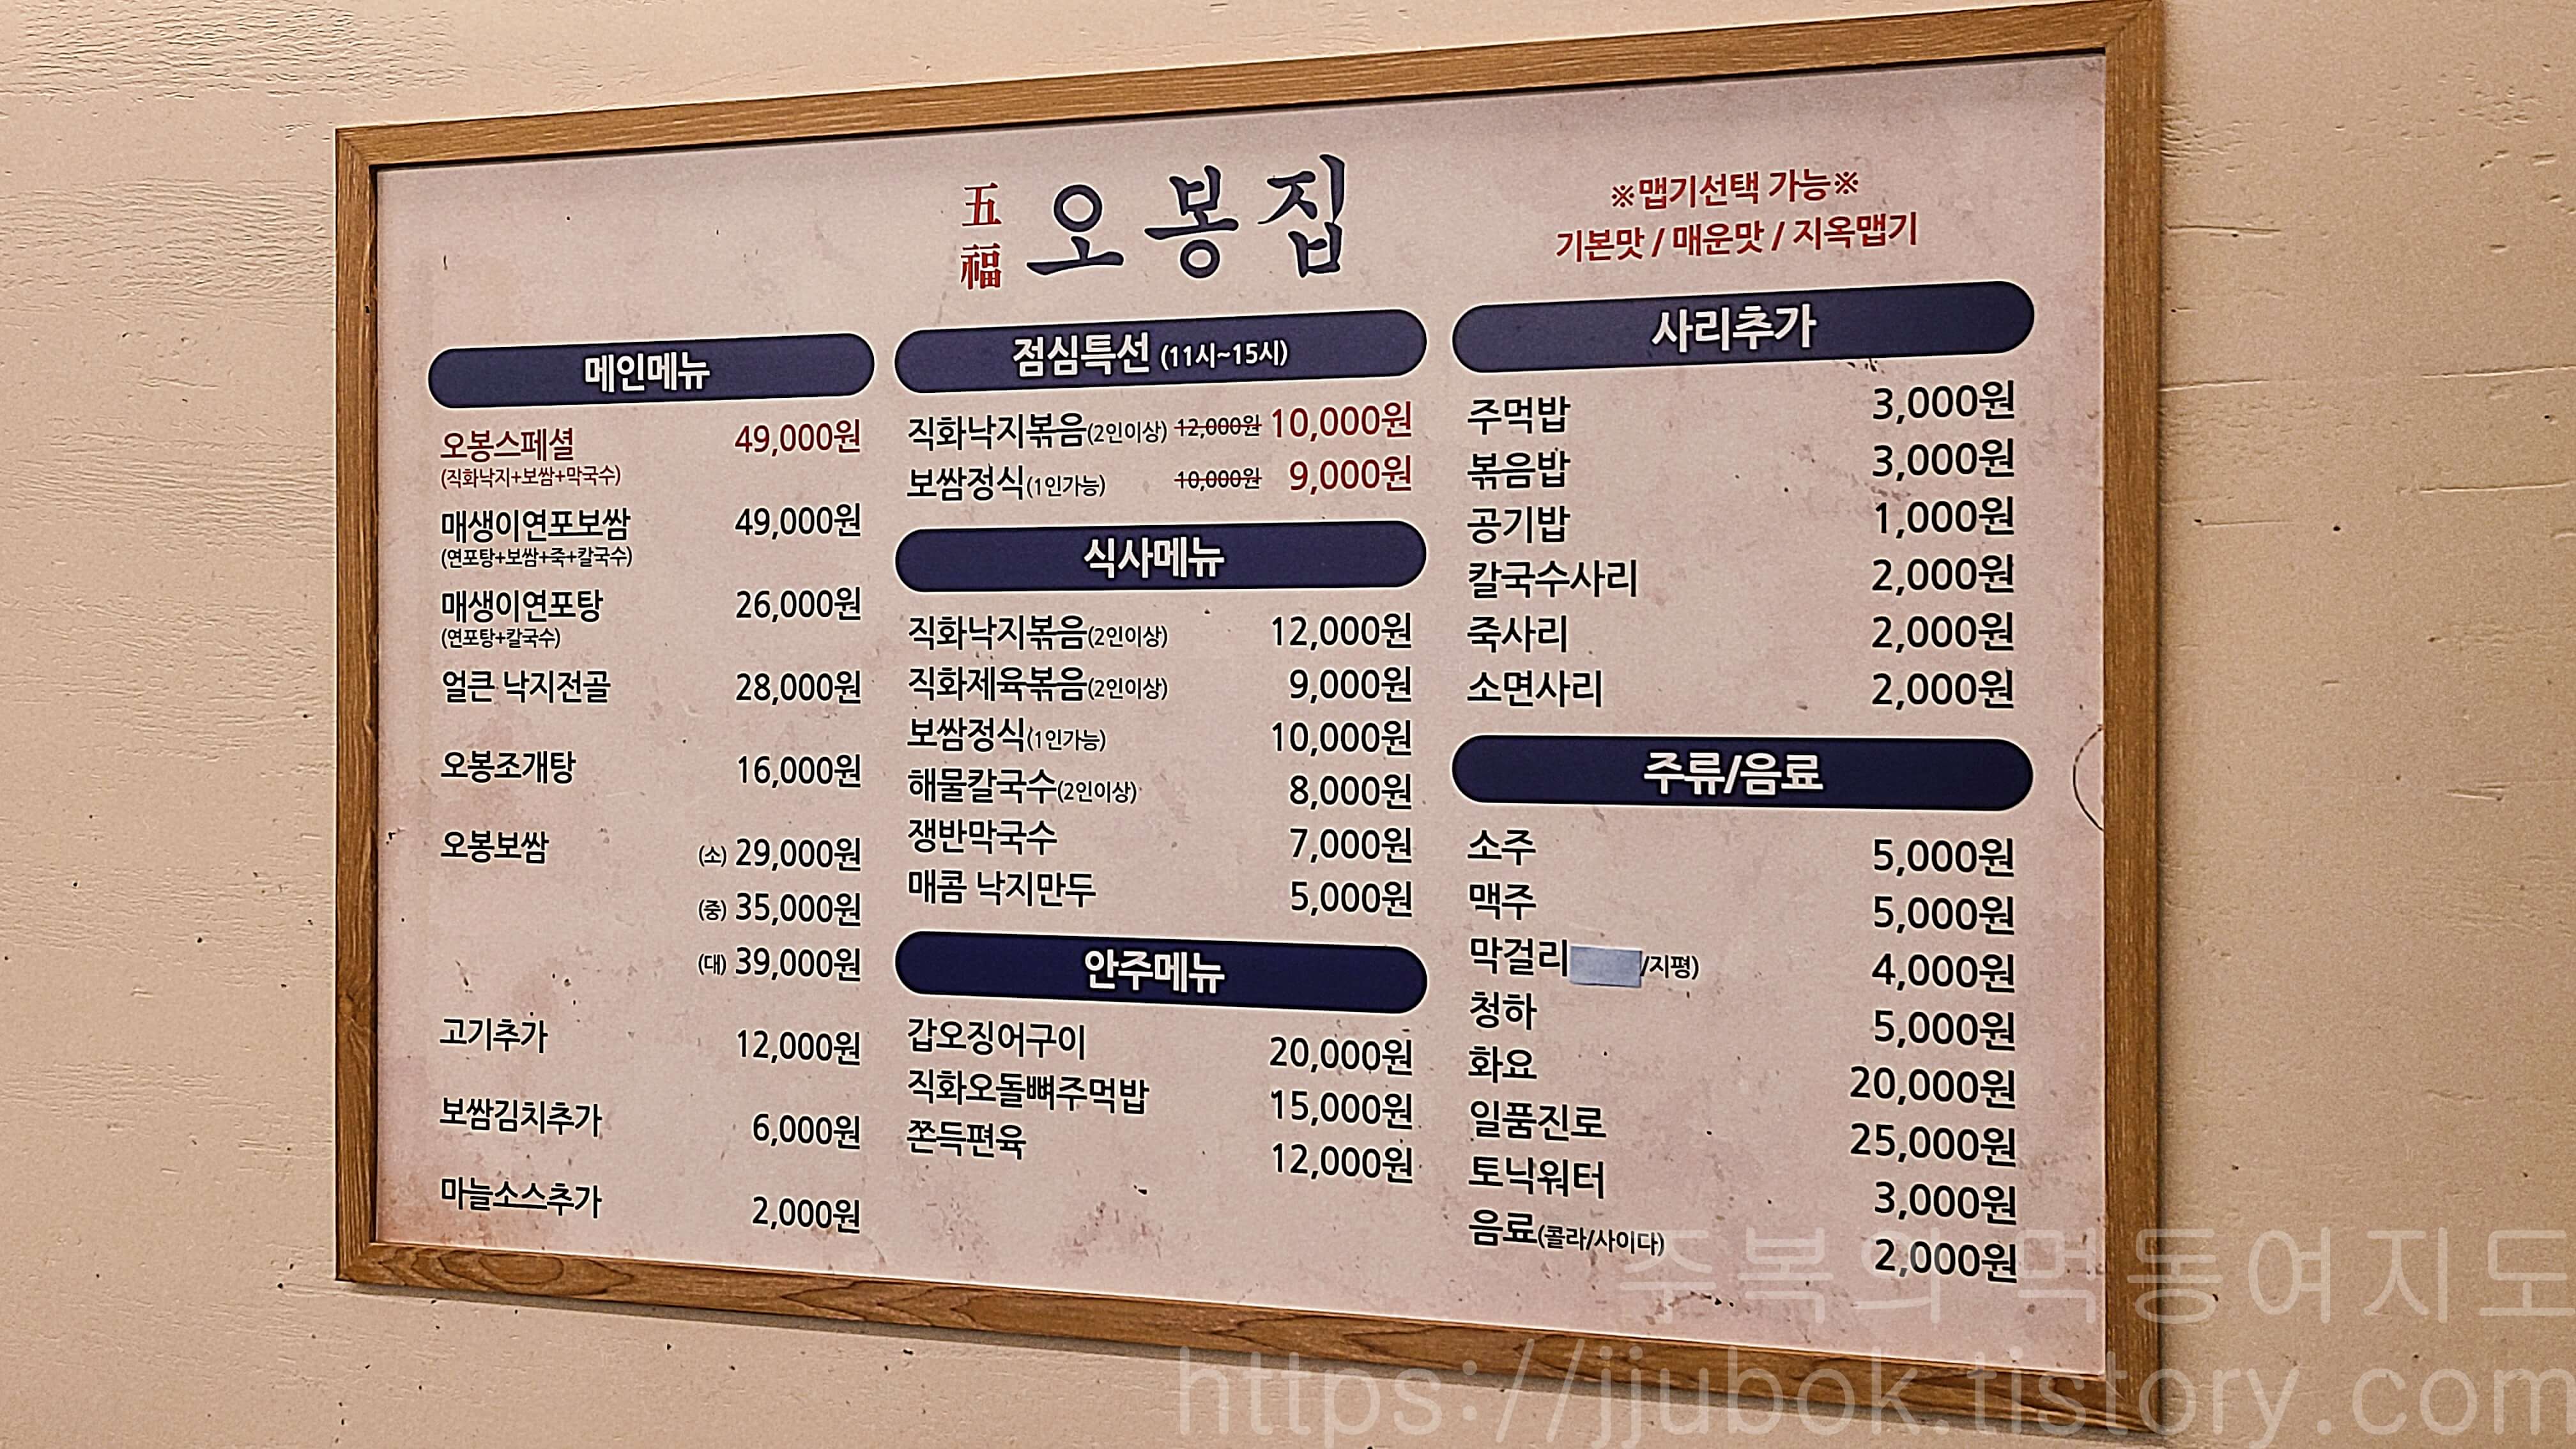 五福 오봉집
※맵기선택 가능※
기본맛 / 매운맛 / 지옥맵기
메인메뉴
오봉스페셜 49,000원
(직화낙지+보쌈+막국수)
매생이연포보쌈 49,000원
(연포탕+보쌈+죽+칼국수)
매생이연포탕 26,000원
(연포탕+칼국수)
얼큰 낙지전골 28,000원
오봉조개탕 16,000원
오봉보쌈 (소) 29,000원
(중) 35,000원
(대) 39,000원
고기추가 12,000원
보쌈김치추가 6,000원
마늘소스추가 2,000원
점심특선 (11시~15시)
직화낙지볶음(2인이상) 12,000원 10,000원
보쌈정식(1인가능) 10,000원 9,000원
식사메뉴
직화낙지볶음(2인이상) 12,000원
직화제육볶음(2인이상) 9,000원
보쌈정식(1인가능) 10,000원
해물칼국수(2인이상) 8,000원
쟁반막국수 7,000원
매콤 낙지만두 5,000원
안주메뉴
갑오징어구이 20,000원
직화오돌뼈주먹밥 15,000원
쫀득편육 12,000원
사리추가
주먹밥 3,000원
볶음밥 3,000원
공기밥 1,000원
칼국수사리 2,000원
죽사리 2,000원
소면사리 2,000원
주류/음료
소주 5,000원
맥주 5,000원
막걸리 /지평) 4,000원
청하 5,000원
화요 20,000원
일품진로 25,000원
토닉워터 3,000원
음료(콜라/사이다) 2,000원
주복의 먹동여지도
https://jjubok.tistory.com